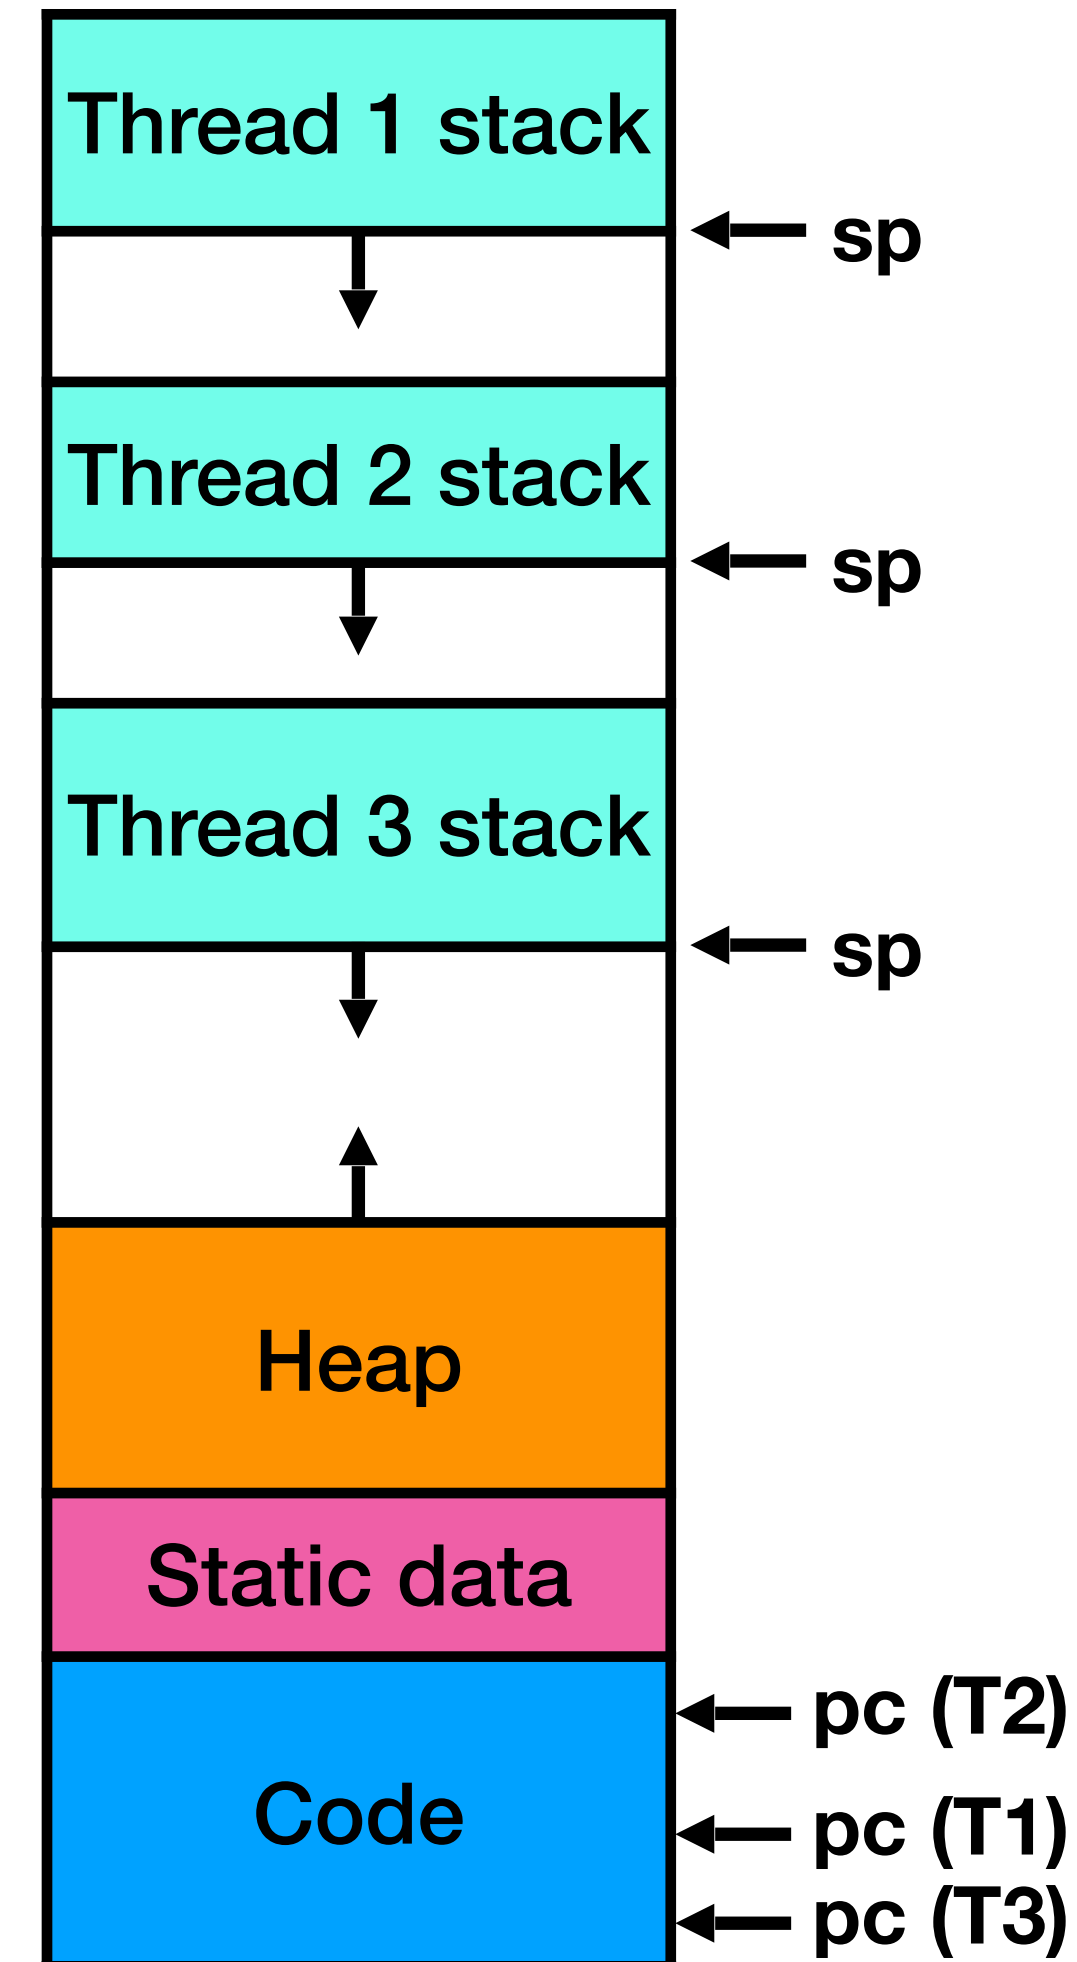 Thread 1 stack
sp
Thread 2 stack
sp
Thread 3 stack
sp
Heap
Static data
pc (T2)
Code
pc (T1)
pc (T3)